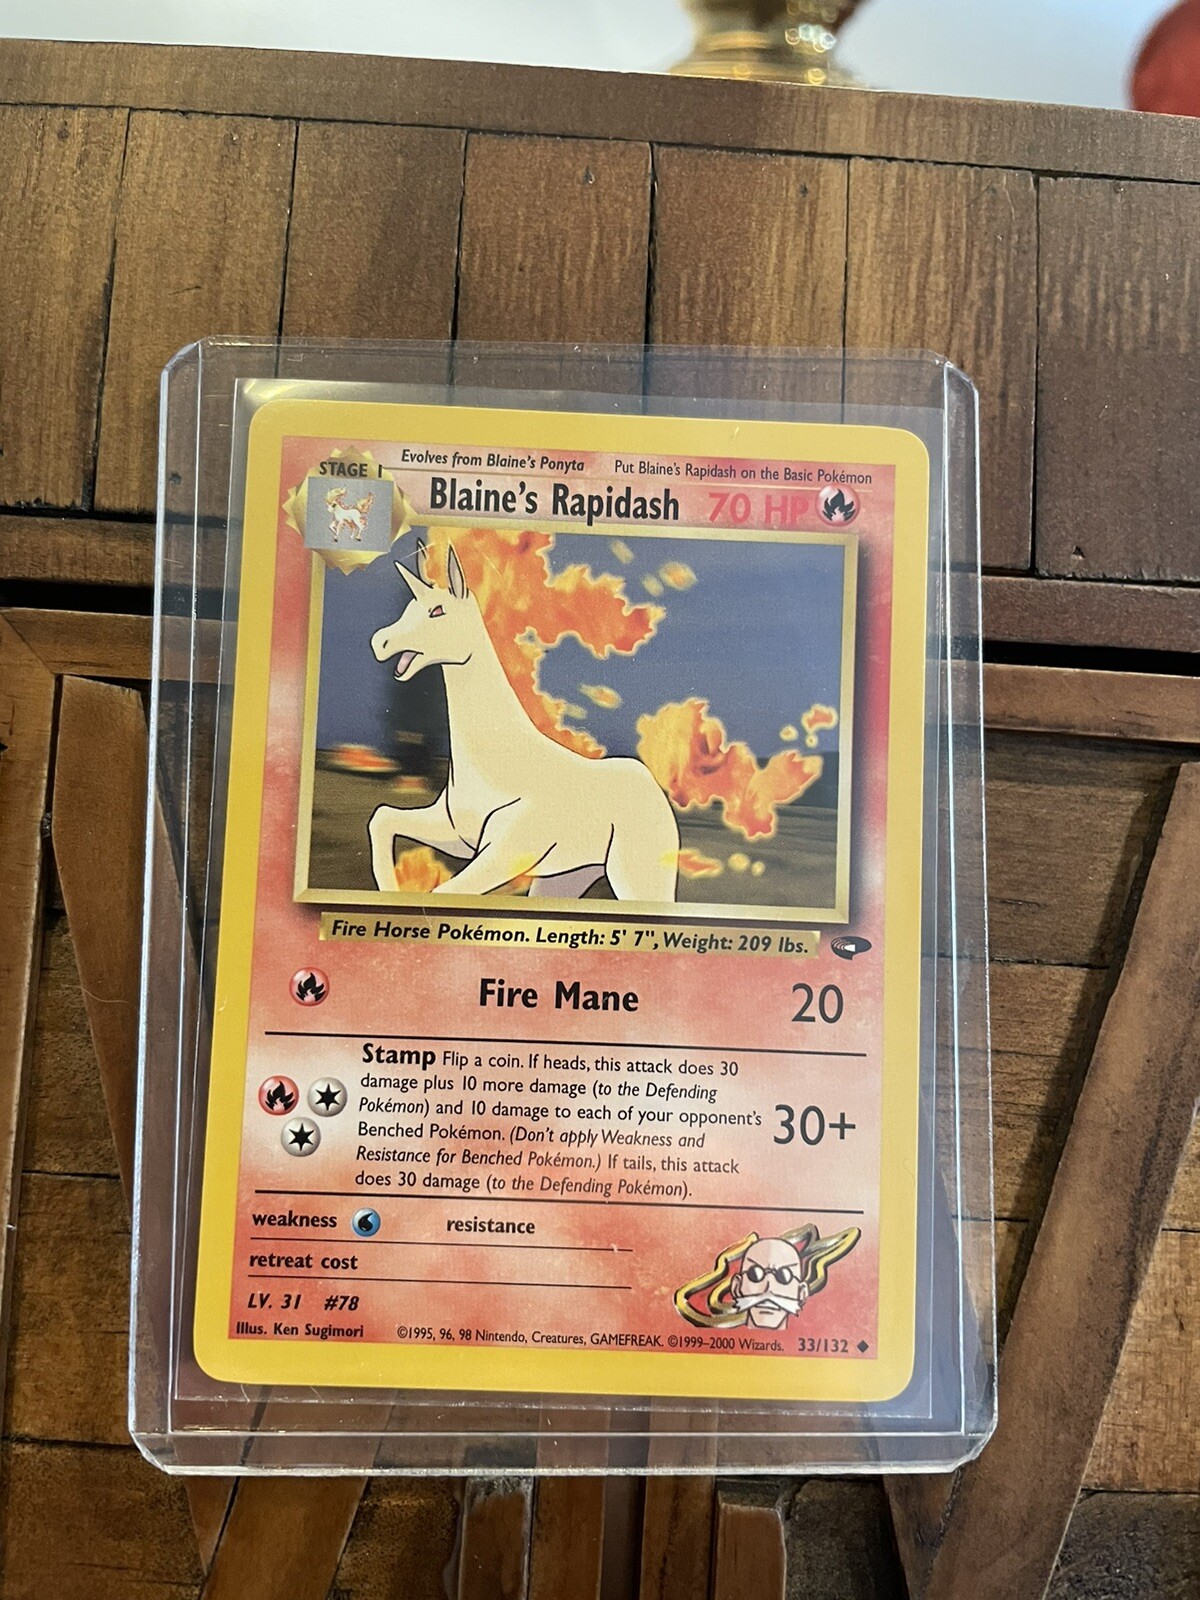 STAGE 1
Evolves from Blaine's Ponyta
Put Blaine's Rapidash on the Basic Pokémon
Blaine's Rapidash
70 HP
Fire Horse Pokémon. Length: 5' 7", Weight: 209 lbs.
Fire Mane 20
Stamp Flip a coin. If heads, this attack does 30
damage plus 10 more damage (to the Defending
Pokémon) and 10 damage to each of your opponent's
Benched Pokémon. (Don't apply Weakness and
Resistance for Benched Pokémon.) If tails, this attack
does 30 damage (to the Defending Pokémon).
30+
weakness resistance
retreat cost
LV. 31 #78
Illus. Ken Sugimori ©1995, 96, 98 Nintendo, Creatures, GAMEFREAK. ©1999–2000 Wizards. 33/132